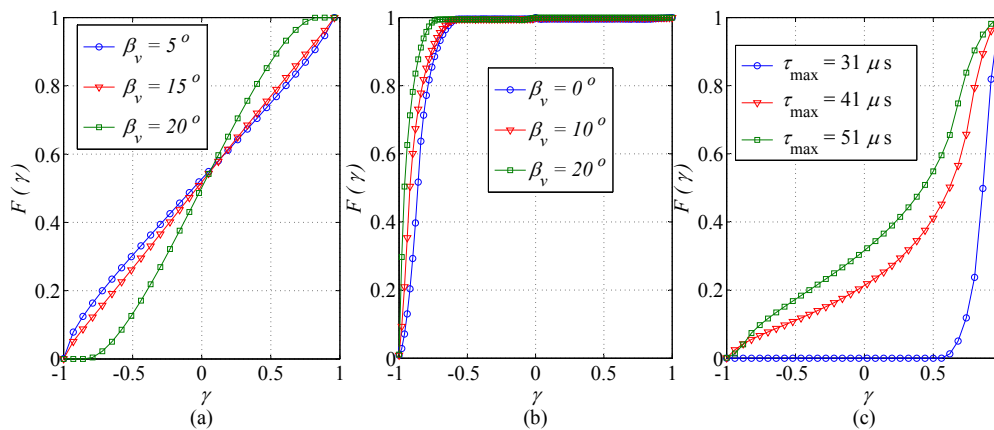 1
0.8
0.6
0.4
0.2
0
F(γ)
-1
-0.5
0
0.5
1
γ
(a)
β_v = 5°
β_v = 15°
β_v = 20°
1
0.8
0.6
0.4
0.2
0
-1
-0.5
0
0.5
1
γ
(b)
β_v = 0°
β_v = 10°
β_v = 20°
1
0.8
0.6
0.4
0.2
0
F(γ)
-1
-0.5
0
0.5
γ
(c)
τ_max = 31 μs
τ_max = 41 μs
τ_max = 51 μs